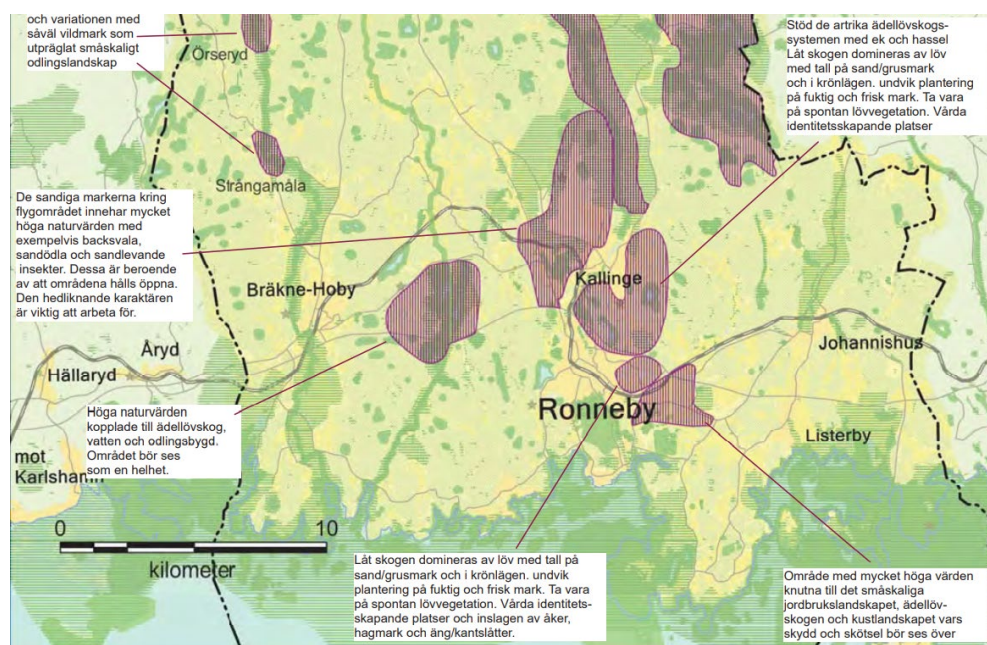 och variationen med
såväl vildmark som
utpräglat småskaligt
odlingslandskap
Stöd de artrika ädellövskogs-
systemen med ek och hassel
Låt skogen domineras av löv
med tall på sand/grusmark
och i krönlägen. undvik plantering
på fuktig och frisk mark. Ta vara
på spontan lövvegetation. Vårda
identitetsskapande platser
Örseryd
Strångamåla
De sandiga markerna kring
flygområdet innehar mycket
höga naturvärden med
exempelvis backsvala,
sandödla och sandlevande
insekter. Dessa är beroende
av att områdena hålls öppna.
Den hedliknande karaktären
är viktig att arbeta för.
Kallinge
Bräkne-Hoby
Johannishus
Åryd
Hällaryd
Ronneby
Höga naturvärden
kopplade till ädellövskog,
vatten och odlingabygd.
Området bör ses
som en helhet.
Listerby
mot
Karlshamn
0 10
kilometer
Låt skogen domineras av löv med tall på
sand/grusmark och i krönlägen. undvik
plantering på fuktig och frisk mark. Ta vara
på spontan lövvegetation. Vårda identitets-
skapande platser och inslagen av åker,
hagmark och äng/kantslåtter.
Område med mycket höga värden
knutna till det småskaliga
jordbrukslandskapet, ädellöv-
skogen och kustlandskapet vars
skydd och skötsel bör ses över